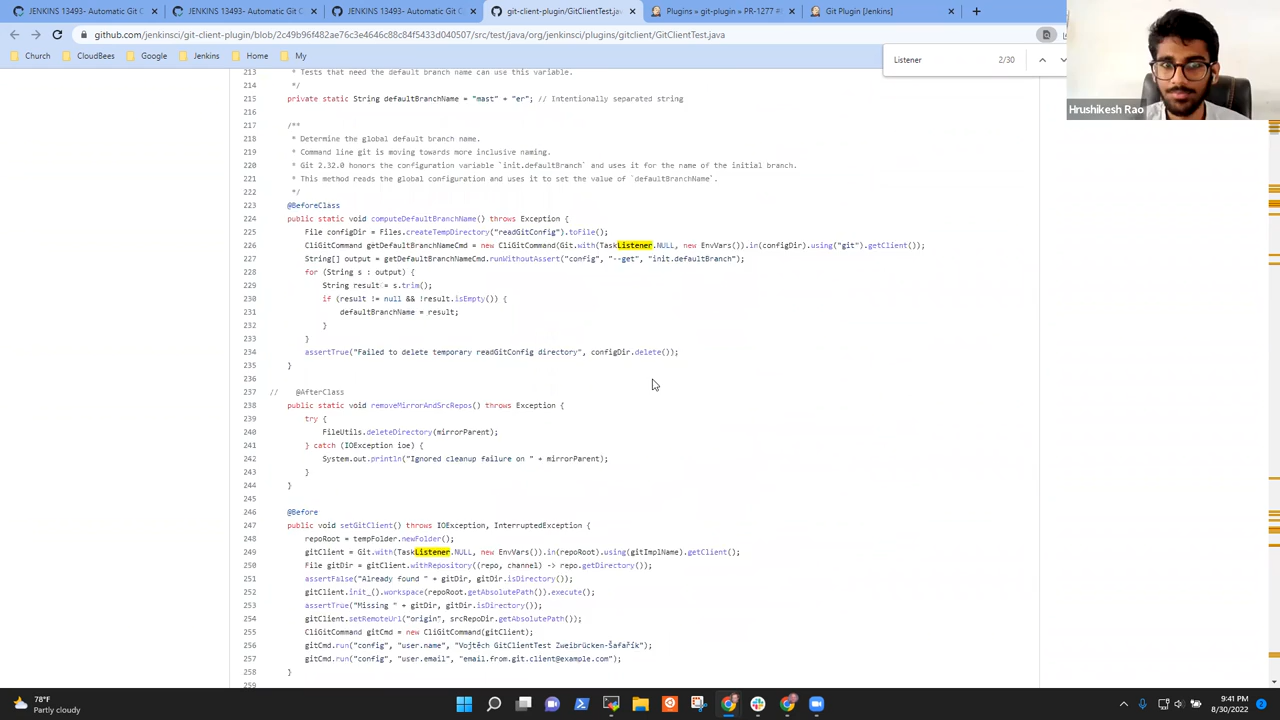 JENKINS 13493- Automatic Git C
JENKINS 13493- Automatic Git C
JENKINS 13493- Automatic Git C
git-client-plugin/GitClientTest.java
Plugins » git-plugin » PR-1277 #5
Git Plugin [Jenkins]
github.com/jenkinsci/git-client-plugin/blob/2c49b96f482ae76c3e4646c88c84f5433d040507/src/test/java/org/jenkinsci/plugins/gitclient/GitClientTest.java
Church
CloudBees
Google
Jenkins
Home
My
Listener 2/30
Hrushikesh Rao
213 * Tests that need the default branch name can use this variable.
214 */
215 private static String defaultBranchName = "mast" + "er"; // Intentionally separated string
216
217 /**
218 * Determine the global default branch name.
219 * Command line git is moving towards more inclusive naming.
220 * Git 2.32.0 honors the configuration variable `init.defaultBranch` and uses it for the name of the initial branch.
221 * This method reads the global configuration and uses it to set the value of `defaultBranchName`.
222 */
223 @BeforeClass
224 public static void computeDefaultBranchName() throws Exception {
225 File configDir = Files.createTempDirectory("readGitConfig").toFile();
226 CliGitCommand getDefaultBranchNameCmd = new CliGitCommand(Git.with(TaskListener.NULL, new EnvVars()).in(configDir).using("git").getClient());
227 String[] output = getDefaultBranchNameCmd.runWithoutAssert("config", "--get", "init.defaultBranch");
228 for (String s : output) {
229 String result = s.trim();
230 if (result != null && !result.isEmpty()) {
231 defaultBranchName = result;
232 }
233 }
234 assertTrue("Failed to delete temporary readGitConfig directory", configDir.delete());
235 }
236
237 // @AfterClass
238 public static void removeMirrorAndSrcRepos() throws Exception {
239 try {
240 FileUtils.deleteDirectory(mirrorParent);
241 } catch (IOException ioe) {
242 System.out.println("Ignored cleanup failure on " + mirrorParent);
243 }
244 }
245
246 @Before
247 public void setGitClient() throws IOException, InterruptedException {
248 repoRoot = tempFolder.newFolder();
249 gitClient = Git.with(TaskListener.NULL, new EnvVars()).in(repoRoot).using(gitImplName).getClient();
250 File gitDir = gitClient.withRepository((repo, channel) -> repo.getDirectory());
251 assertFalse("Already found " + gitDir, gitDir.isDirectory());
252 gitClient.init_().workspace(repoRoot.getAbsolutePath()).execute();
253 assertTrue("Missing " + gitDir, gitDir.isDirectory());
254 gitClient.setRemoteUrl("origin", srcRepoDir.getAbsolutePath());
255 CliGitCommand gitCmd = new CliGitCommand(gitClient);
256 gitCmd.run("config", "user.name", "Vojtěch GitClientTest Zweibrücken-Šafařík");
257 gitCmd.run("config", "user.email", "email.from.git.client@example.com");
258 }
259
78°F
Partly cloudy
9:41 PM
8/30/2022
2